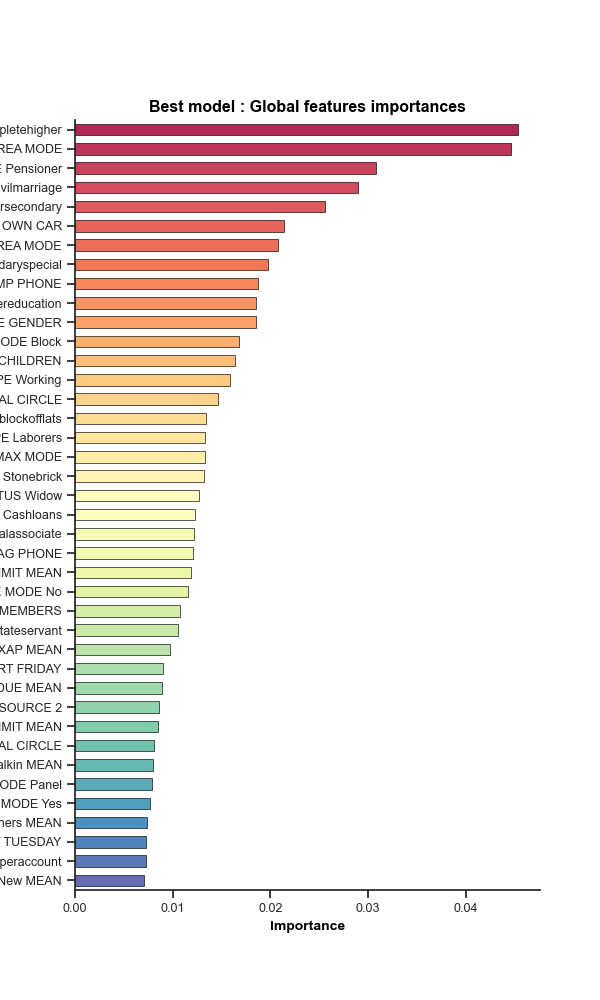 Best model : Global features importances
pletehigher
REA MODE
E Pensioner
vilmarriage
rsecondary
OWN CAR
REA MODE
daryspecial
MP PHONE
ereducation
E GENDER
ODE Block
CHILDREN
PE Working
AL CIRCLE
blockofflats
PE Laborers
MAX MODE
Stonebrick
TUS Widow
Cashloans
alassociate
AG PHONE
IMIT MEAN
E MODE No
MEMBERS
tateservant
XAP MEAN
RT FRIDAY
DUE MEAN
SOURCE 2
IMIT MEAN
AL CIRCLE
alkin MEAN
ODE Panel
MODE Yes
ners MEAN
TUESDAY
peraccount
New MEAN
0.00 0.01 0.02 0.03 0.04
Importance